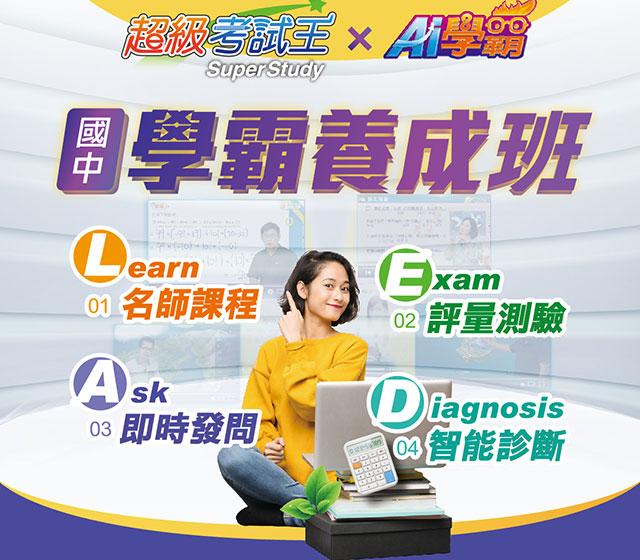 超級考試王 × AI學霸
SuperStudy
國中 學霸養成班
Learn
01 名師課程
Exam
02 評量測驗
Ask
03 即時發問
Diagnosis
04 智能診斷